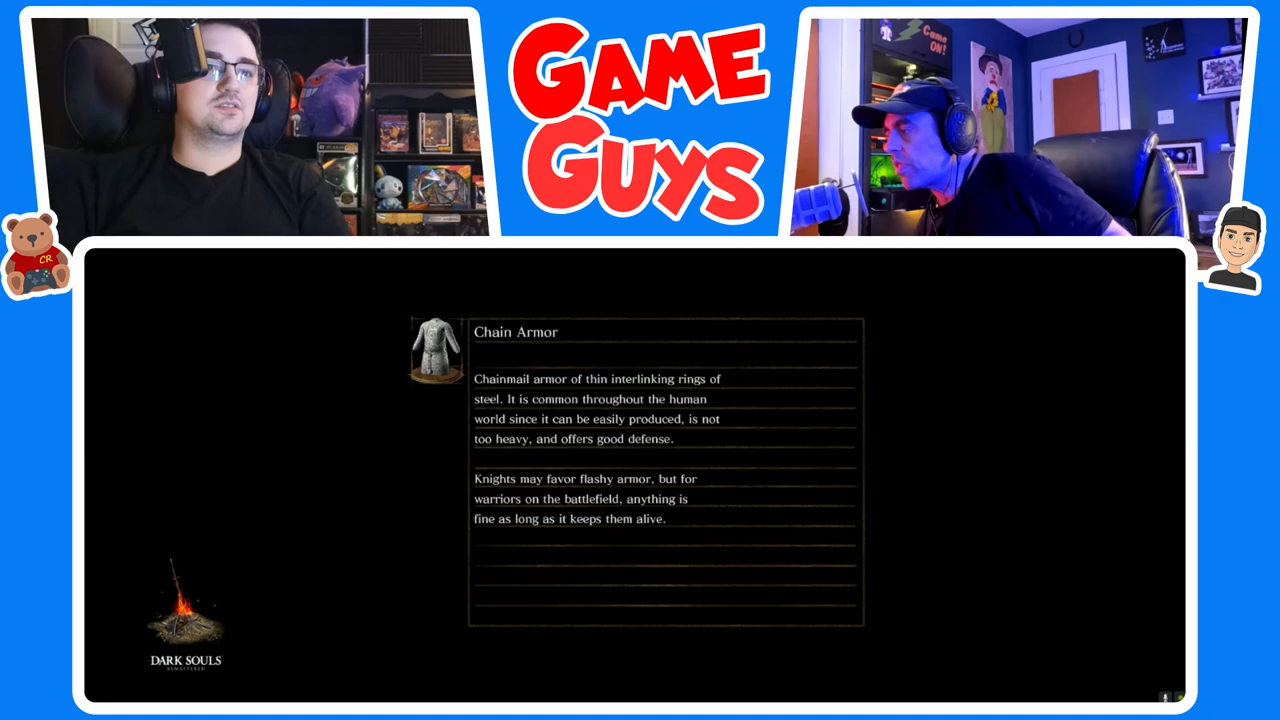 GAME
GUYS
Game
ON!
CR
Chain Armor
Chainmail armor of thin interlinking rings of
steel. It is common throughout the human
world since it can be easily produced, is not
too heavy, and offers good defense.
Knights may favor flashy armor, but for
warriors on the battlefield, anything is
fine as long as it keeps them alive.
DARK SOULS
REMASTERED